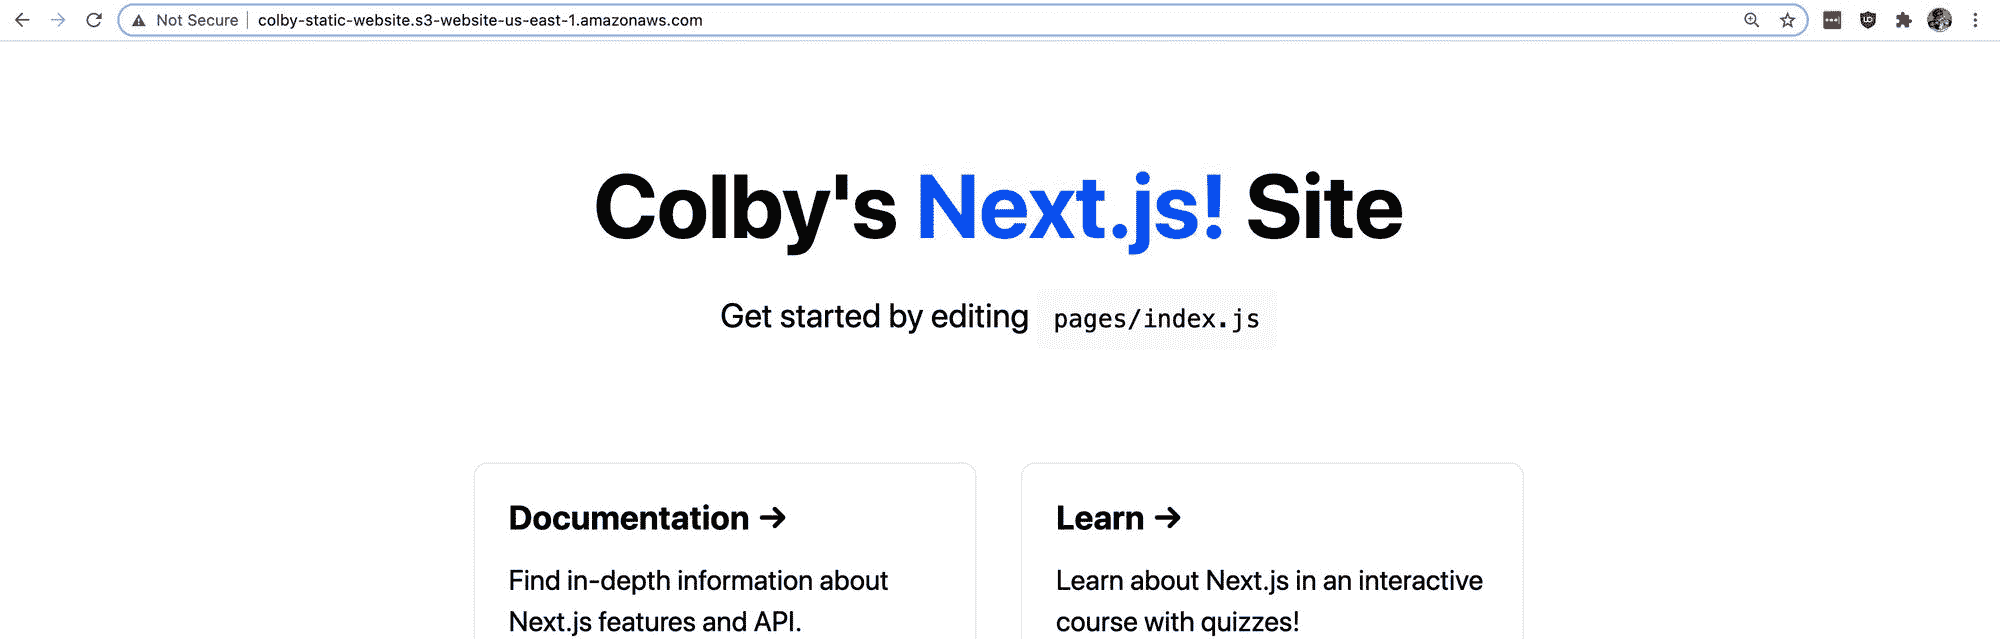 Not Secure colby-static-website.s3-website-us-east-1.amazonaws.com
Colby's Next.js! Site
Get started by editing pages/index.js
Documentation →
Find in-depth information about
Next.js features and API.
Learn →
Learn about Next.js in an interactive
course with quizzes!